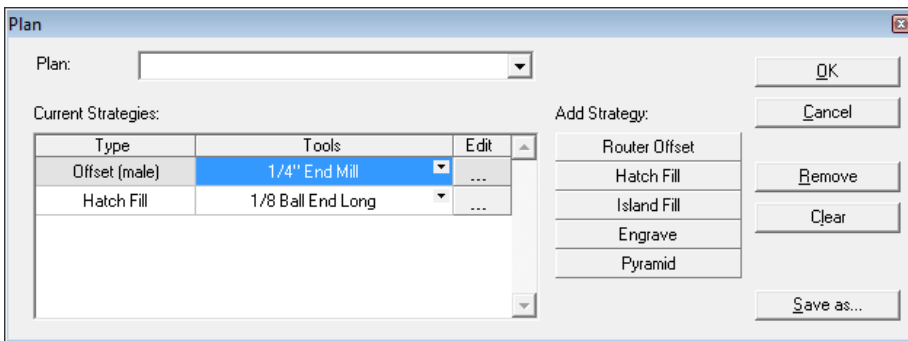 Plan
Plan:
OK
Current Strategies:
Add Strategy:
Cancel
Type Tools Edit
Router Offset
Offset (male) 1/4" End Mill ...
Hatch Fill
Remove
Hatch Fill 1/8 Ball End Long ...
Island Fill
Clear
Engrave
Pyramid
Save as...